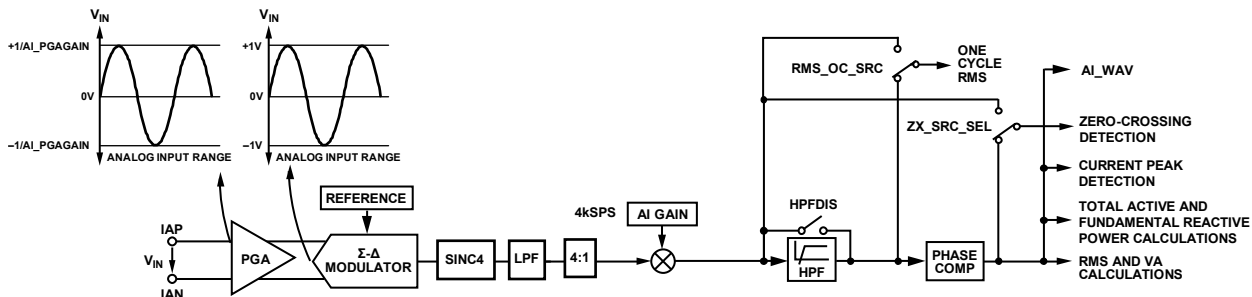 VIN
+1/AI_PGAGAIN
0V
–1/AI_PGAGAIN
ANALOG INPUT RANGE
VIN
+1V
0V
–1V
ANALOG INPUT RANGE
IAP
VIN
IAN
PGA
REFERENCE
Σ-Δ
MODULATOR
SINC4
LPF
4:1
4kSPS
AI GAIN
HPFDIS
HPF
RMS_OC_SRC
ONE
CYCLE
RMS
ZX_SRC_SEL
PHASE
COMP
AI_WAV
ZERO-CROSSING
DETECTION
CURRENT PEAK
DETECTION
TOTAL ACTIVE AND
FUNDAMENTAL REACTIVE
POWER CALCULATIONS
RMS AND VA
CALCULATIONS